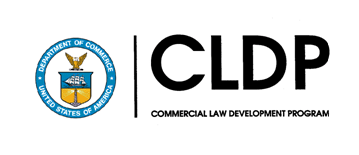 DEPARTMENT OF COMMERCE
UNITED STATES OF AMERICA
CLDP
COMMERCIAL LAW DEVELOPMENT PROGRAM